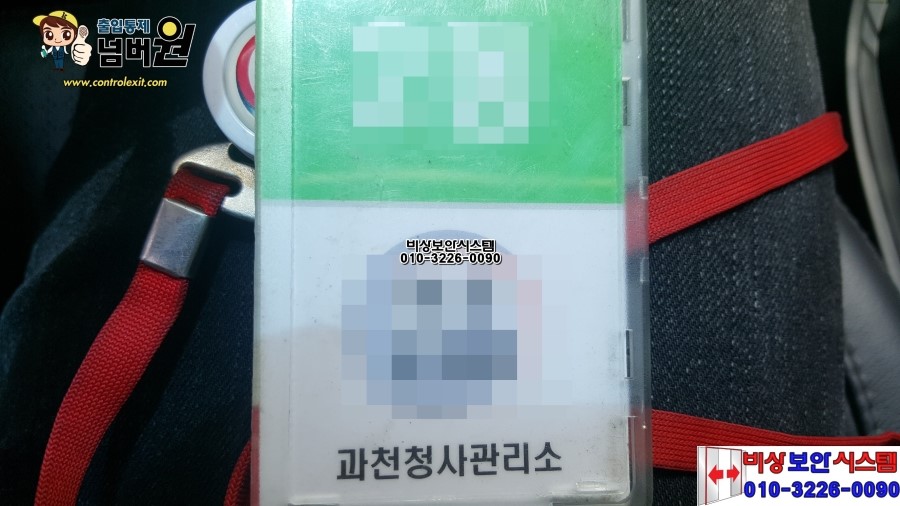 출입통제
넘버원
www.controlexit.com
비상보안시스템
010-3226-0090
과천청사관리소
비상보안시스템
010-3226-0090